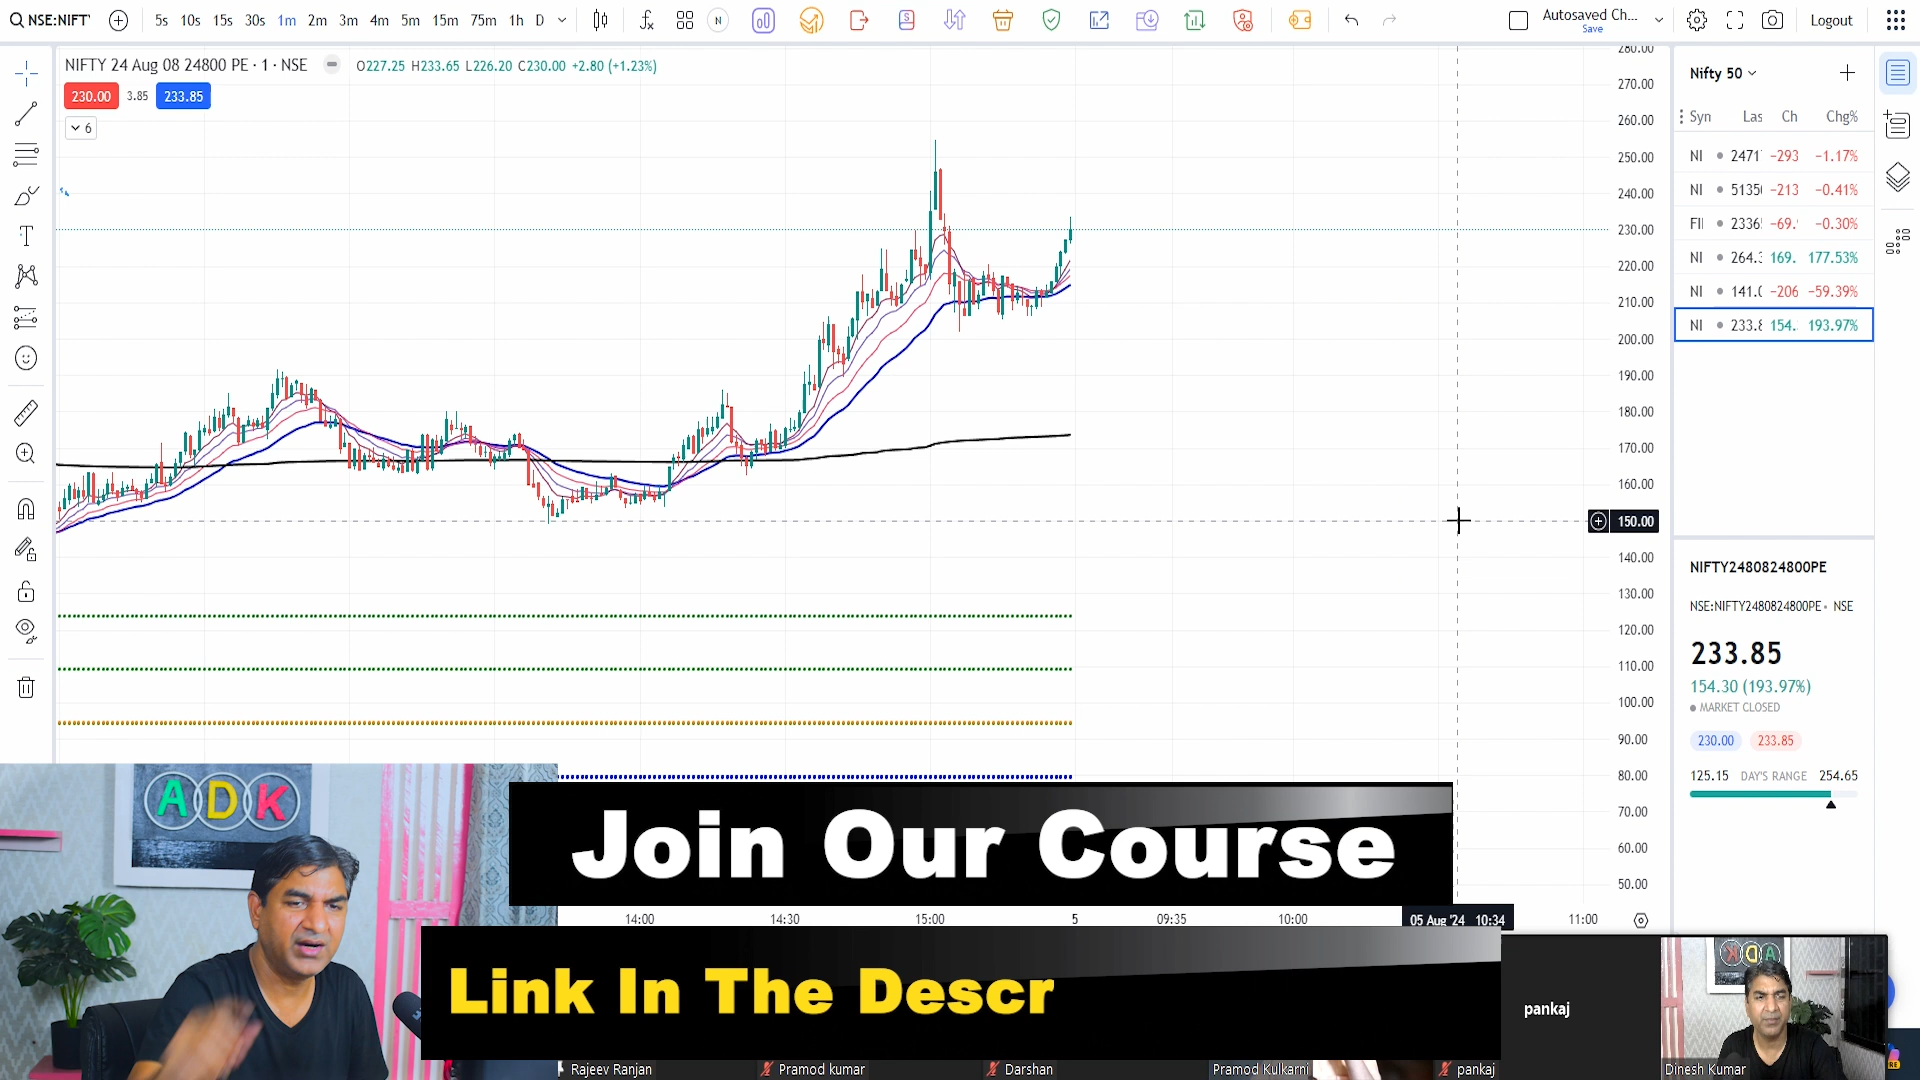 NSE:NIFTY 5s 10s 15s 30s 1m 2m 3m 4m 5m 15m 75m 1h D N Autosaved Ch... Save Logout
NIFTY 24 Aug 08 24800 PE · 1 · NSE O227.25 H233.65 L226.20 C230.00 +2.80 (+1.23%)
230.00 3.85 233.85
6
280.00
270.00
260.00
250.00
240.00
230.00
220.00
210.00
200.00
190.00
180.00
170.00
160.00
150.00
140.00
130.00
120.00
110.00
100.00
90.00
80.00
70.00
60.00
50.00
Nifty 50
Syn Las Ch Chg%
NI 2471 −293 −1.17%
NI 5135 −213 −0.41%
FII 2336 −69. −0.30%
NI 264.3 169. 177.53%
NI 141.0 −206 −59.39%
NI 233.8 154. 193.97%
NIFTY2480824800PE
NSE:NIFTY2480824800PE • NSE
233.85
154.30 (193.97%)
MARKET CLOSED
230.00 233.85
125.15 DAY'S RANGE 254.65
14:00 14:30 15:00 5 09:35 10:00 05 Aug '24 10:34 11:00
ADK
Join Our Course
Link In The Descr
pankaj
Rajeev Ranjan Pramod kumar Darshan Pramod Kulkarni pankaj Dinesh Kumar